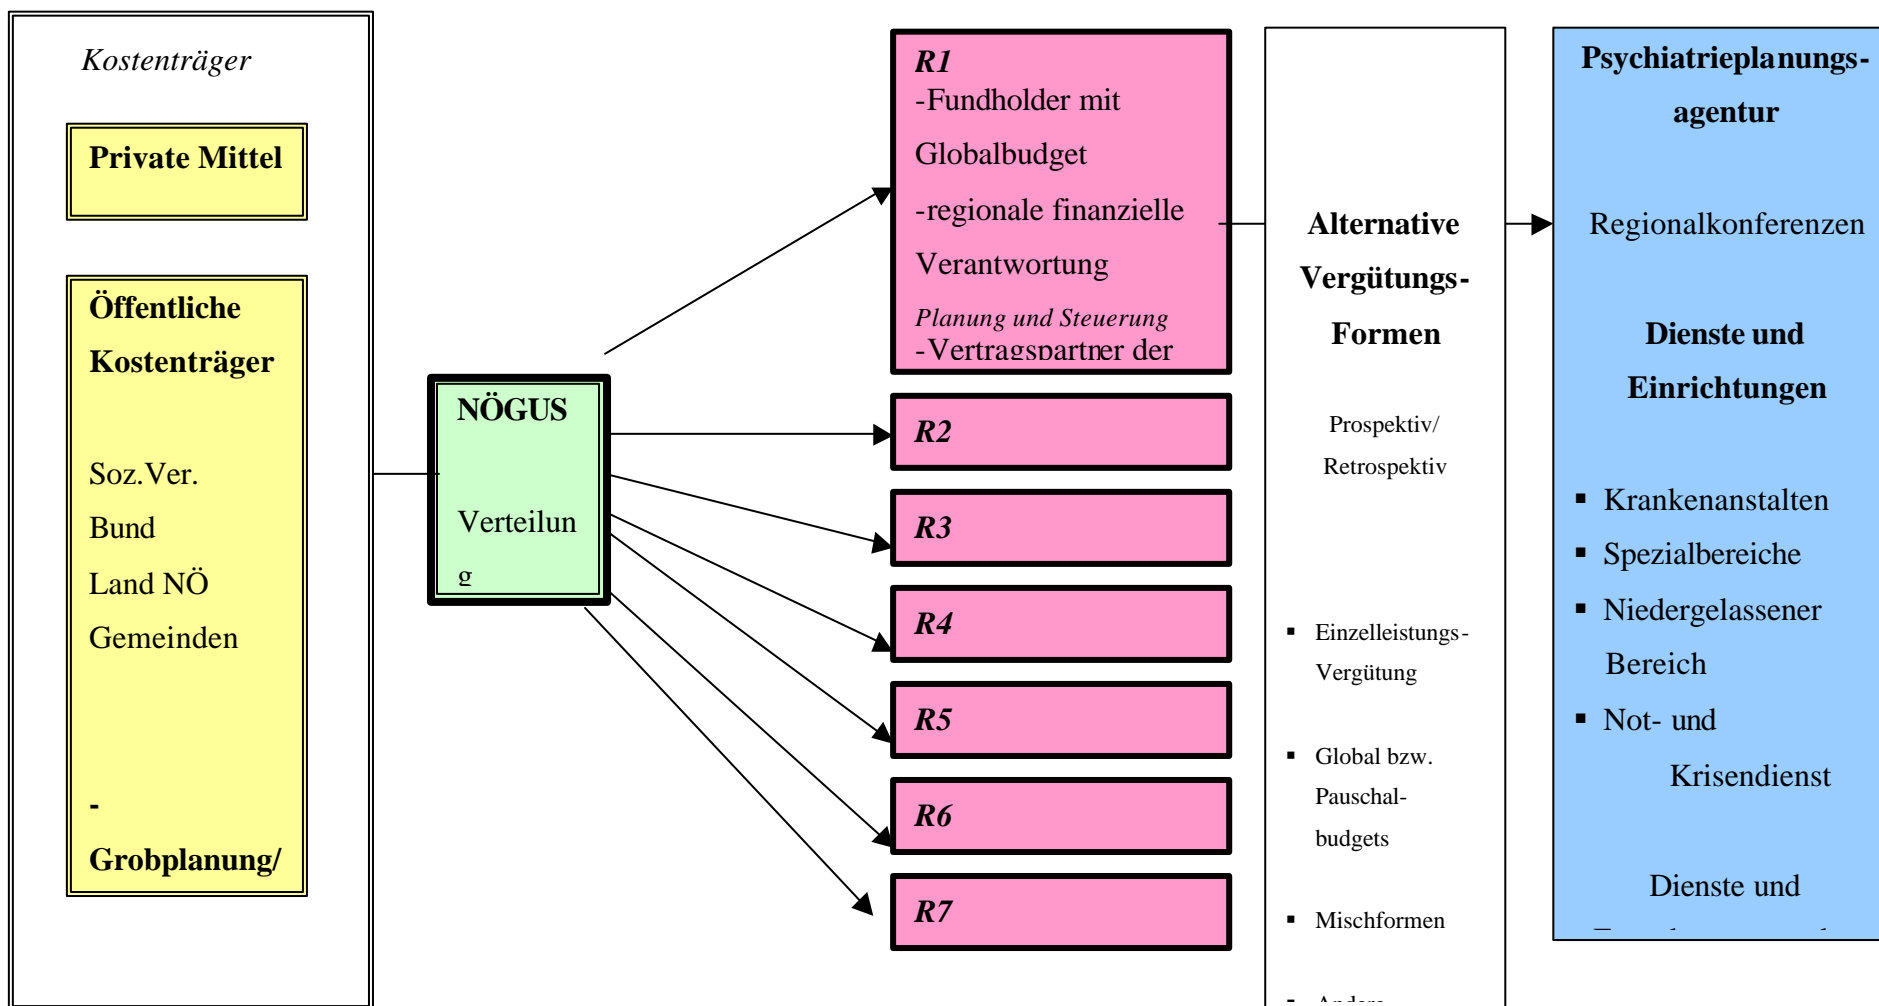 Kostenträger
Private Mittel
Öffentliche
Kostenträger
Soz.Ver.
Bund
Land NÖ
Gemeinden
-
Grobplanung/
NÖGUS
Verteilun
g
R1
-Fundholder mit
Globalbudget
-regionale finanzielle
Verantwortung
Planung und Steuerung
-Vertragspartner der
R2
R3
R4
R5
R6
R7
Alternative
Vergütungs-
Formen
Prospektiv/
Retrospektiv
▪ Einzelleistungs-
Vergütung
▪ Global bzw.
Pauschal-
budgets
▪ Mischformen
▪ Andere
Psychiatrieplanungs-
agentur
Regionalkonferenzen
Dienste und
Einrichtungen
▪ Krankenanstalten
▪ Spezialbereiche
▪ Niedergelassener
Bereich
▪ Not- und
Krisendienst
Dienste und